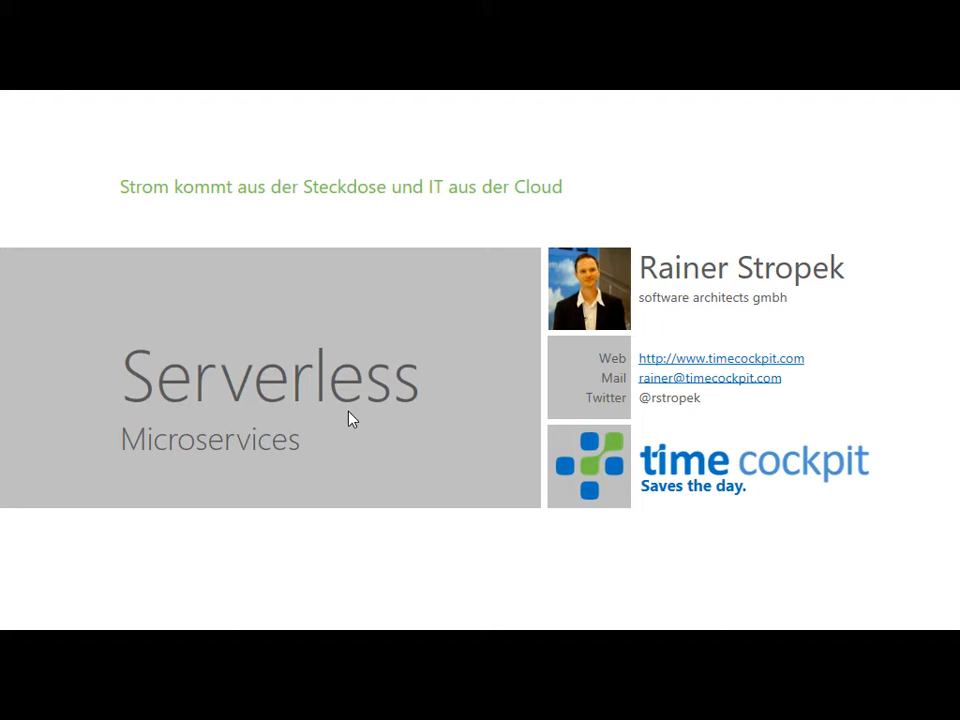 Strom kommt aus der Steckdose und IT aus der Cloud
Serverless
Microservices
Rainer Stropek
software architects gmbh
Web http://www.timecockpit.com
Mail rainer@timecockpit.com
Twitter @rstropek
time cockpit
Saves the day.